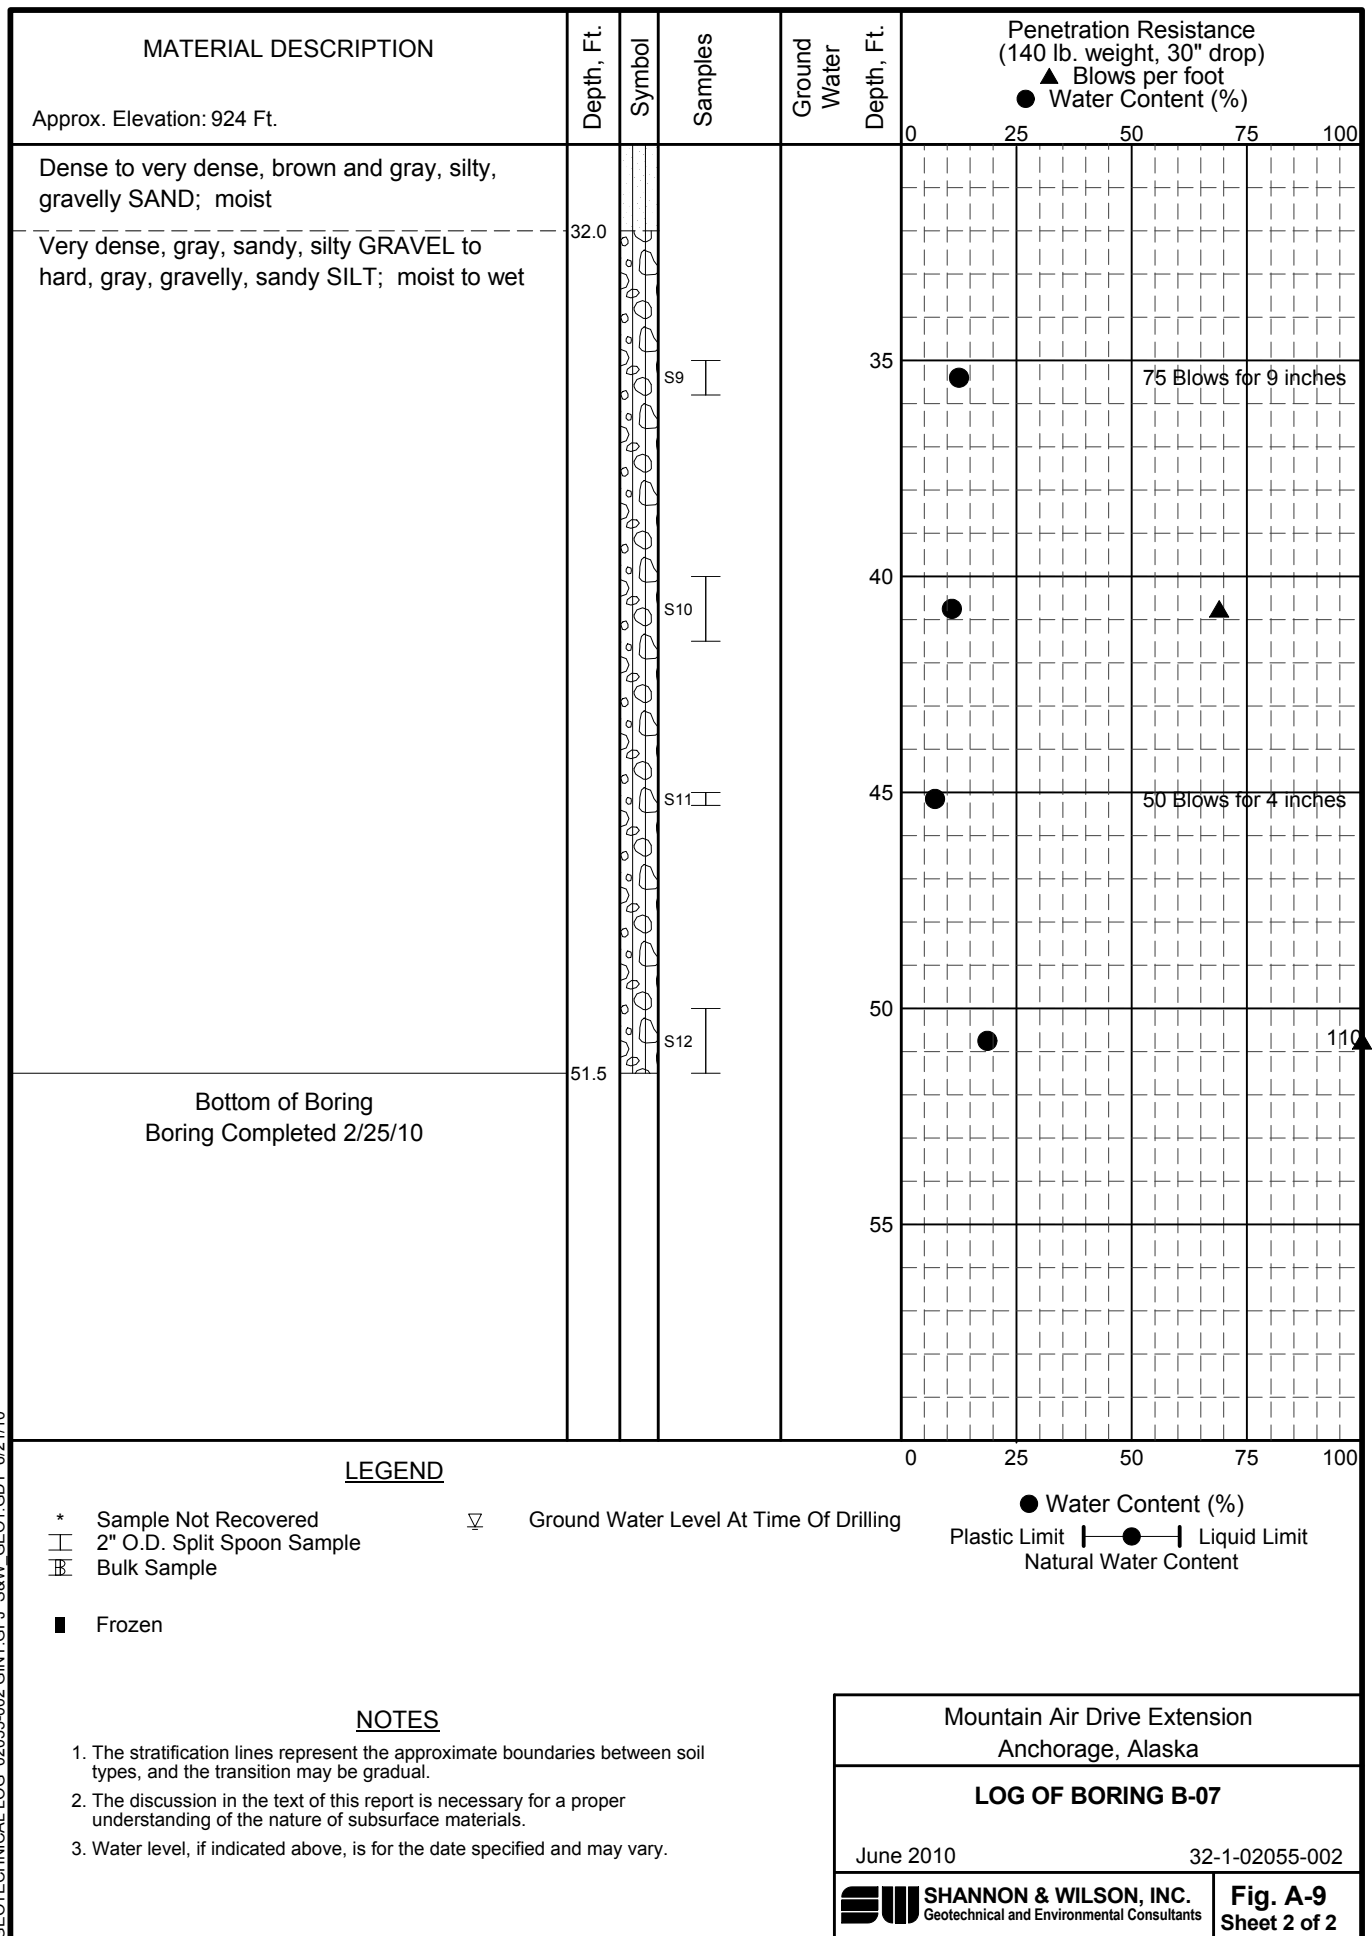 MATERIAL DESCRIPTION
Approx. Elevation: 924 Ft.
Depth, Ft.
Symbol
Samples
Ground
Water
Depth, Ft.
Penetration Resistance
(140 lb. weight, 30" drop)
▲ Blows per foot
● Water Content (%)
0 25 50 75 100
Dense to very dense, brown and gray, silty,
gravelly SAND; moist
32.0
Very dense, gray, sandy, silty GRAVEL to
hard, gray, gravelly, sandy SILT; moist to wet
35
S9
75 Blows for 9 inches
40
S10
45
S11
50 Blows for 4 inches
50
S12
110
51.5
Bottom of Boring
Boring Completed 2/25/10
55
0 25 50 75 100
LEGEND
* Sample Not Recovered
2" O.D. Split Spoon Sample
B Bulk Sample
Frozen
Ground Water Level At Time Of Drilling
● Water Content (%)
Plastic Limit Liquid Limit
Natural Water Content
NOTES
1. The stratification lines represent the approximate boundaries between soil
types, and the transition may be gradual.
2. The discussion in the text of this report is necessary for a proper
understanding of the nature of subsurface materials.
3. Water level, if indicated above, is for the date specified and may vary.
Mountain Air Drive Extension
Anchorage, Alaska
LOG OF BORING B-07
June 2010 32-1-02055-002
SHANNON & WILSON, INC.
Geotechnical and Environmental Consultants
Fig. A-9
Sheet 2 of 2